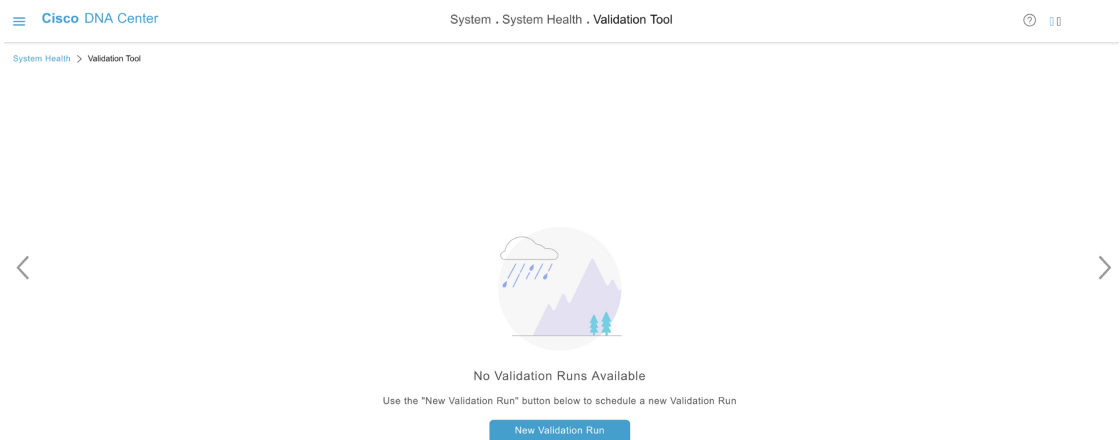 Cisco DNA Center
System . System Health . Validation Tool
System Health > Validation Tool
No Validation Runs Available
Use the "New Validation Run" button below to schedule a new Validation Run
New Validation Run